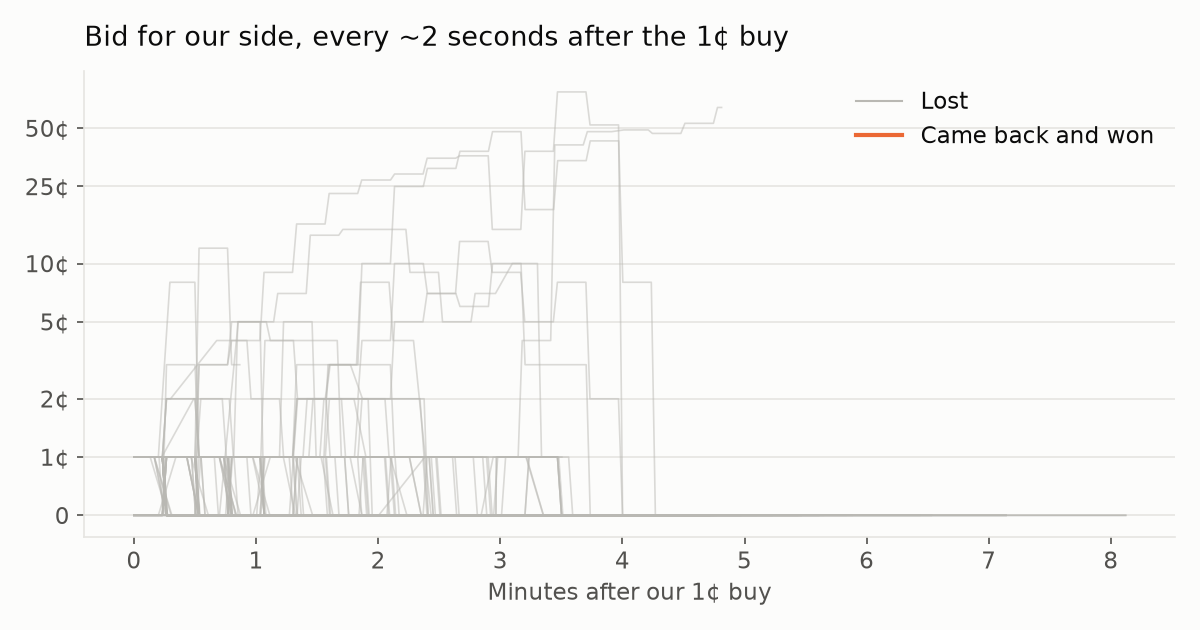 Bid for our side, every ~2 seconds after the 1¢ buy
Lost
Came back and won
50¢
25¢
10¢
5¢
2¢
1¢
0
0 1 2 3 4 5 6 7 8
Minutes after our 1¢ buy